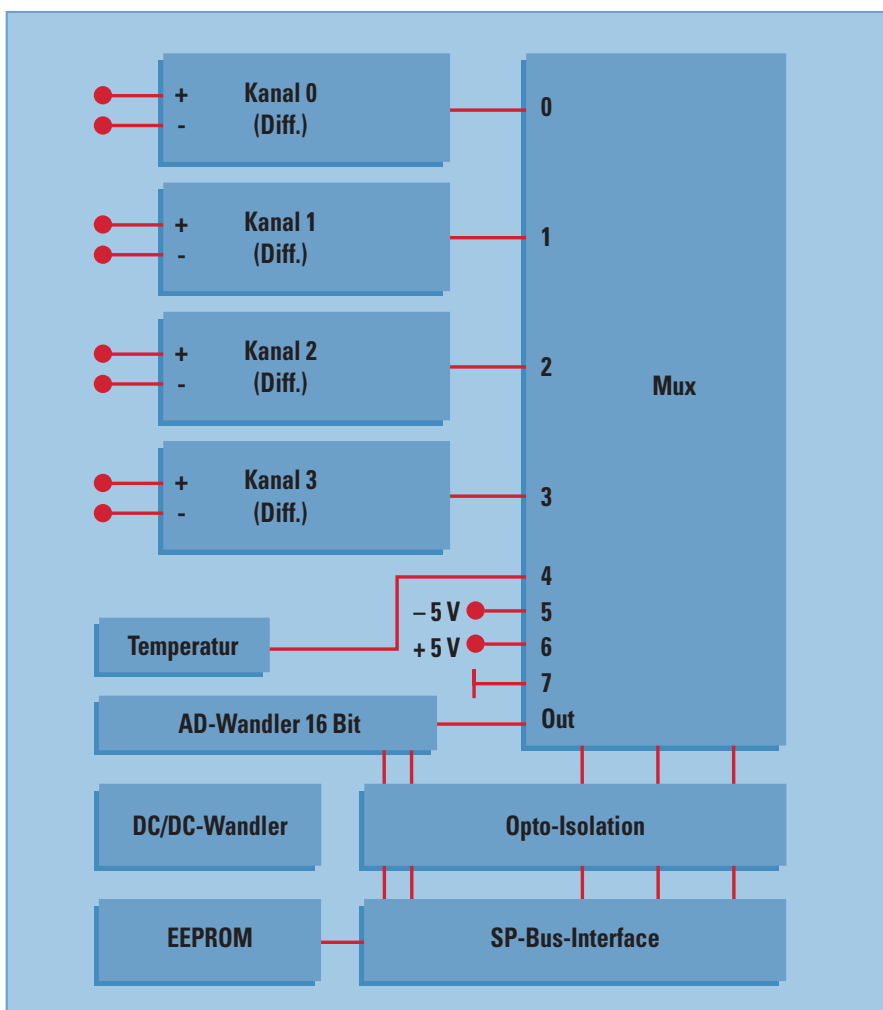 + Kanal 0 0
- (Diff.)
+ Kanal 1 1
- (Diff.)
+ Kanal 2 2
- (Diff.)
Mux
+ Kanal 3 3
- (Diff.)
4
– 5 V 5
Temperatur + 5 V 6
7
AD-Wandler 16 Bit Out
DC/DC-Wandler Opto-Isolation
EEPROM SP-Bus-Interface